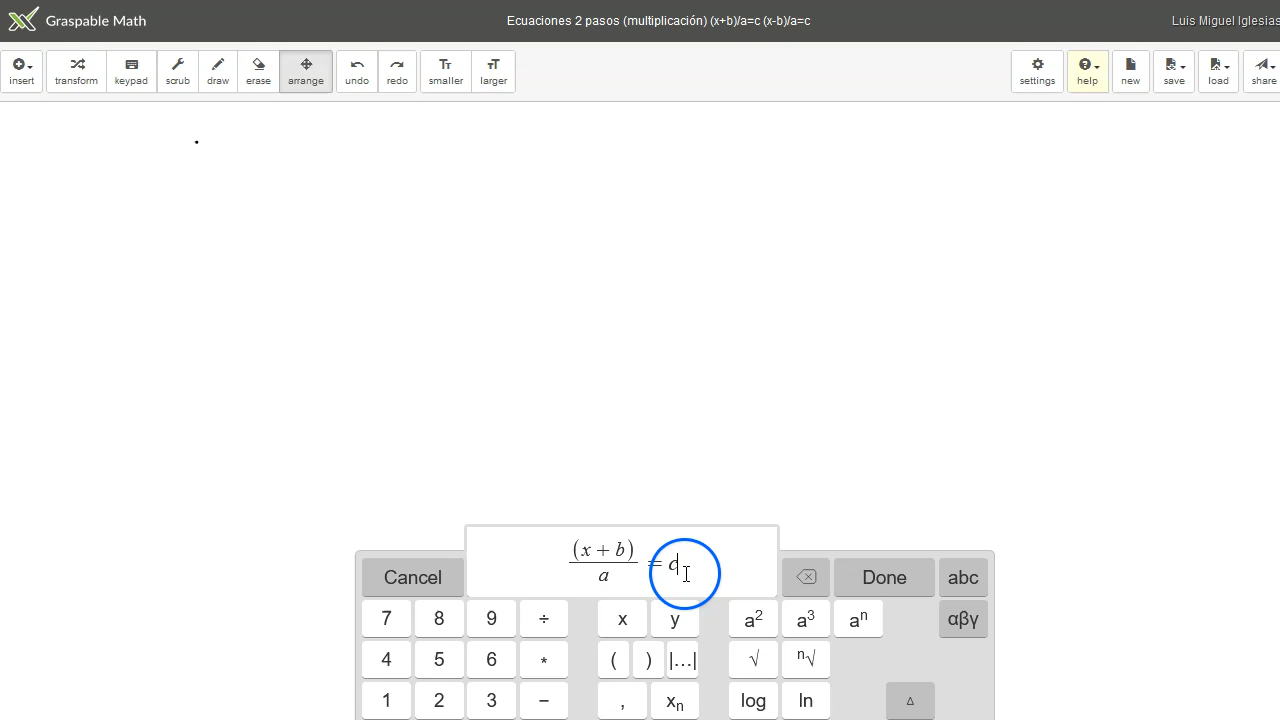 Graspable Math
Ecuaciones 2 pasos (multiplicación) (x+b)/a=c (x-b)/a=c
Luis Miguel Iglesias
insert
transform
keypad
scrub
draw
erase
arrange
undo
redo
smaller
larger
settings
help
new
save
load
share
(x + b)
a
= c
Cancel
Done
abc
7 8 9 ÷ x y a² a³ aⁿ αβγ
4 5 6 * ( ) |...| √ ⁿ√
1 2 3 − , xₙ log ln △